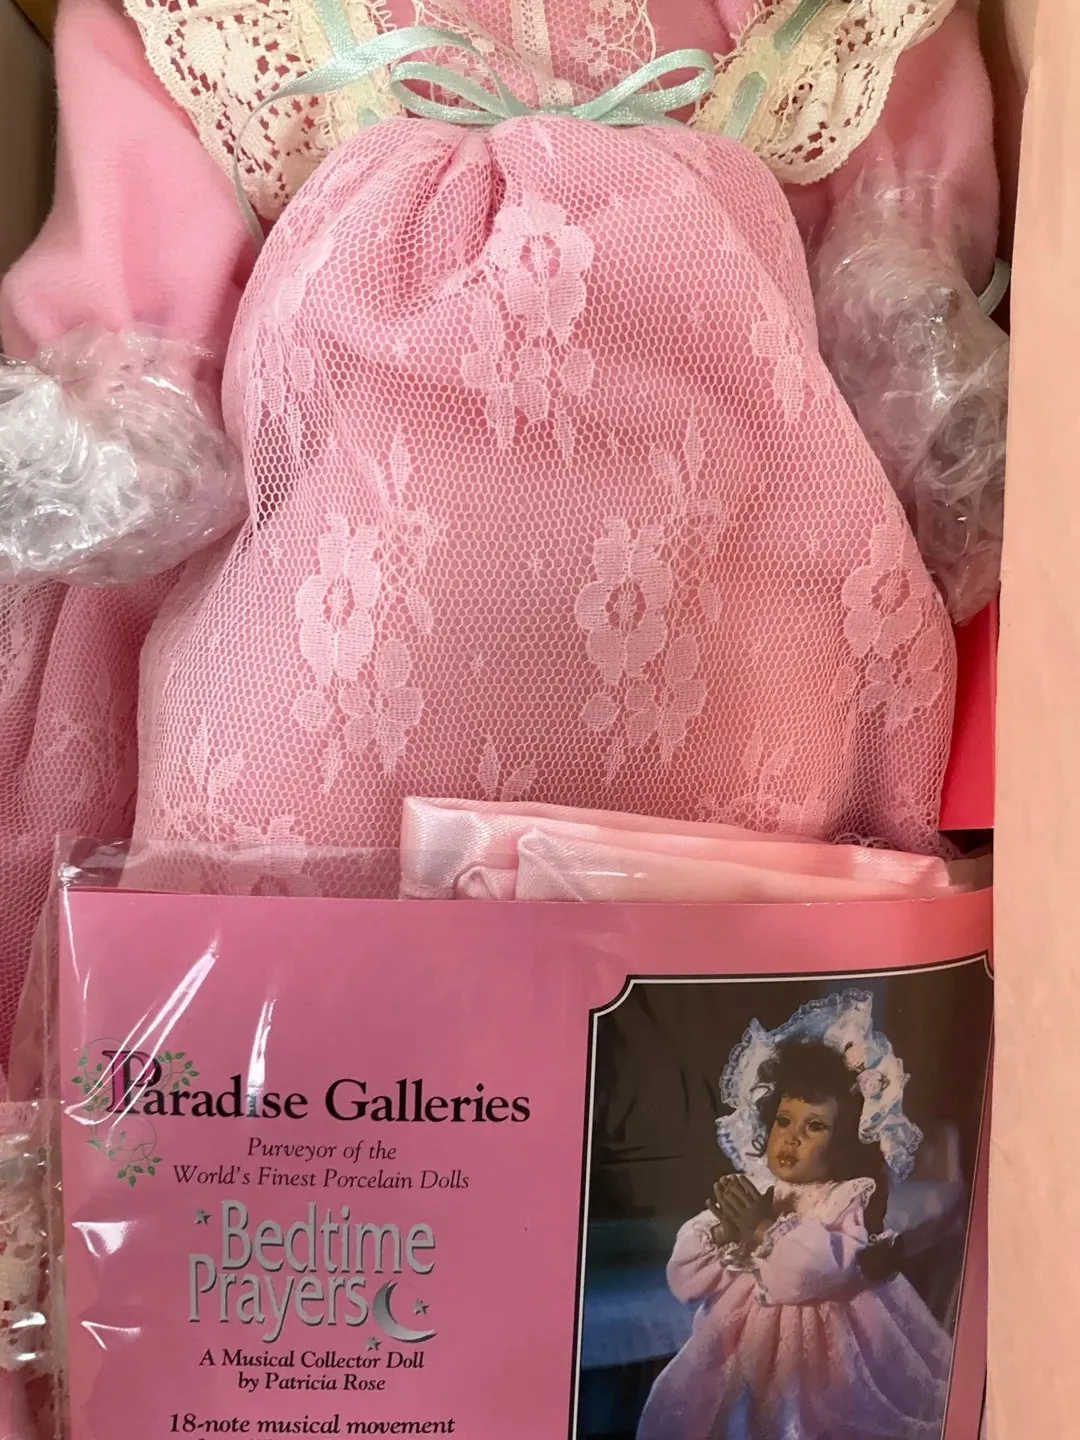 Paradise Galleries
Purveyor of the
World's Finest Porcelain Dolls
Bedtime
Prayers
A Musical Collector Doll
by Patricia Rose
18-note musical movement